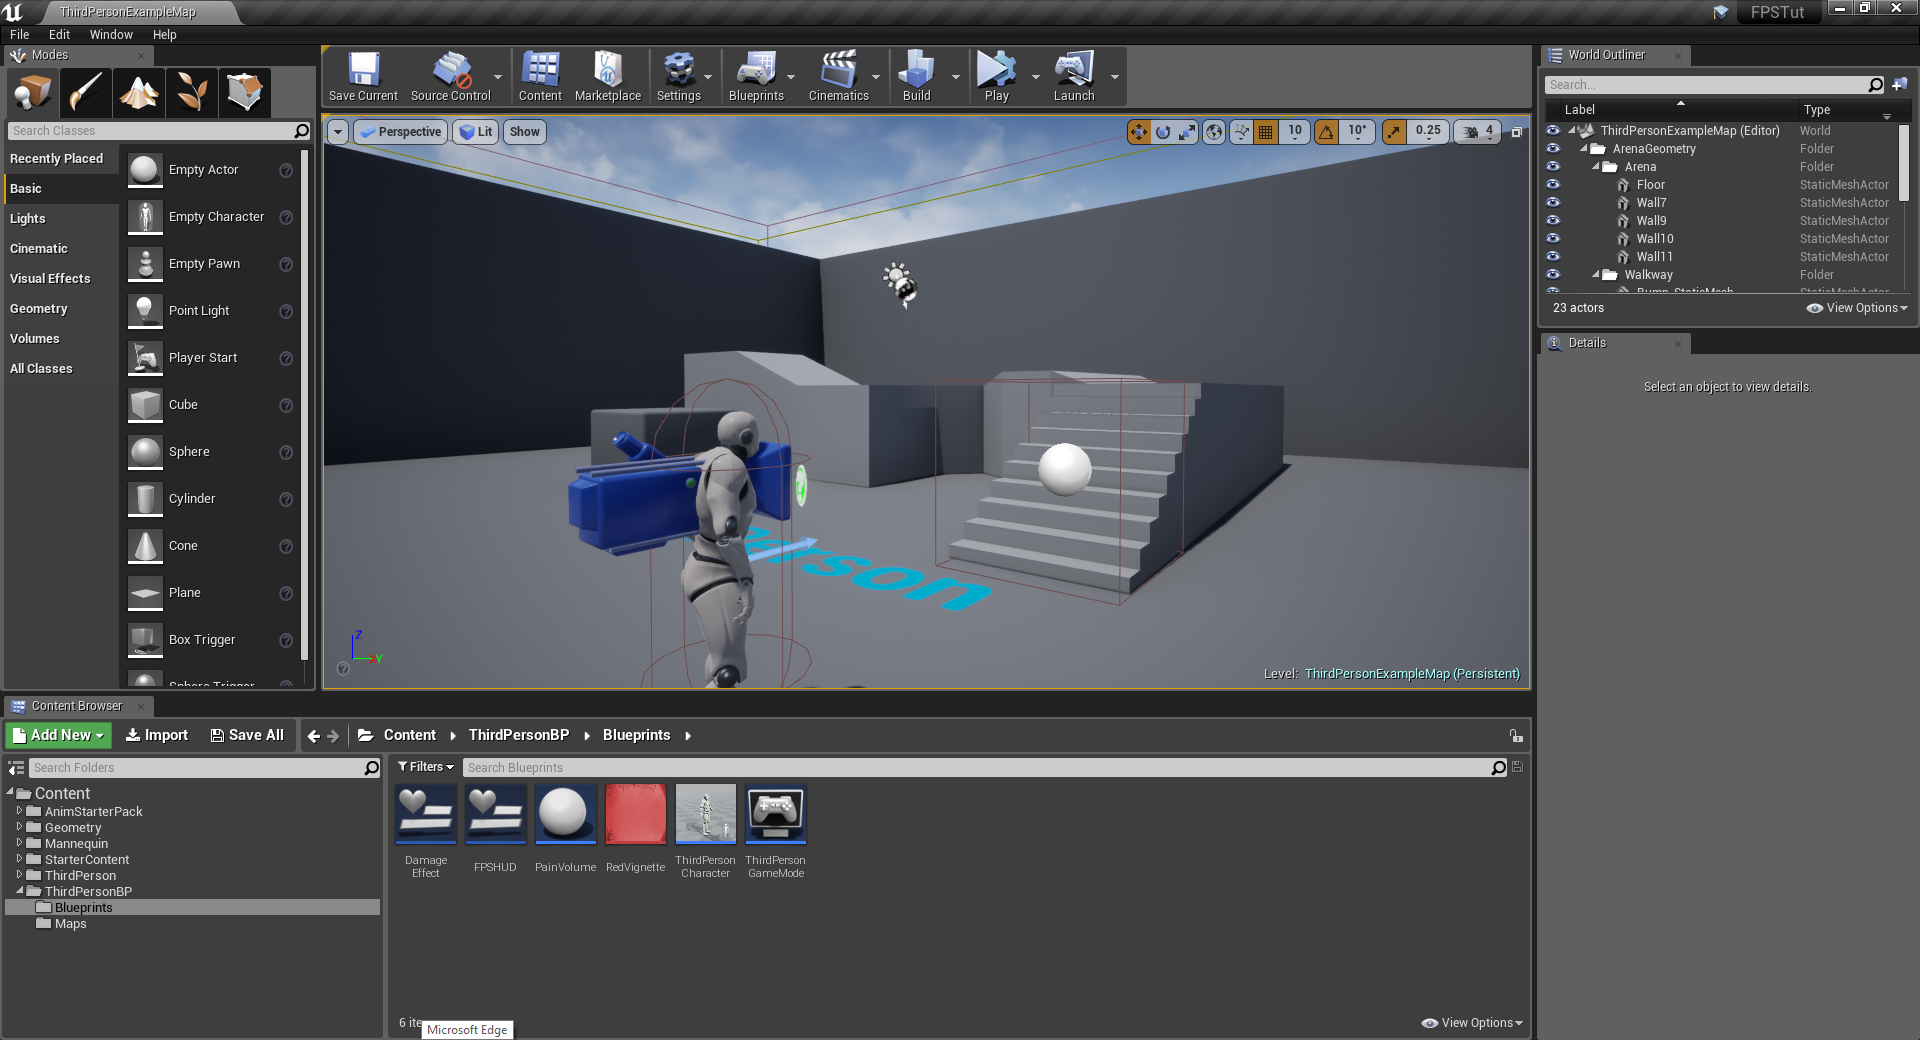 ThirdPersonExampleMap
FPSTut
File Edit Window Help
Modes
Search Classes
Recently Placed
Basic
Lights
Cinematic
Visual Effects
Geometry
Volumes
All Classes
Empty Actor
Empty Character
Empty Pawn
Point Light
Player Start
Cube
Sphere
Cylinder
Cone
Plane
Box Trigger
Sphere Trigger
Save Current Source Control Content Marketplace Settings Blueprints Cinematics Build Play Launch
Perspective Lit Show
10 10° 0.25 4
erson
Z
Y
Level: ThirdPersonExampleMap (Persistent)
World Outliner
Search...
Label Type
ThirdPersonExampleMap (Editor) World
ArenaGeometry Folder
Arena Folder
Floor StaticMeshActor
Wall7 StaticMeshActor
Wall9 StaticMeshActor
Wall10 StaticMeshActor
Wall11 StaticMeshActor
Walkway Folder
Bump_StaticMesh StaticMeshActor
23 actors View Options
Details
Select an object to view details.
Content Browser
Add New Import Save All Content ThirdPersonBP Blueprints
Search Folders
Content
AnimStarterPack
Geometry
Mannequin
StarterContent
ThirdPerson
ThirdPersonBP
Blueprints
Maps
Filters Search Blueprints
Damage
Effect
FPSHUD
PainVolume
RedVignette
ThirdPerson
Character
ThirdPerson
GameMode
6 ite
Microsoft Edge
View Options